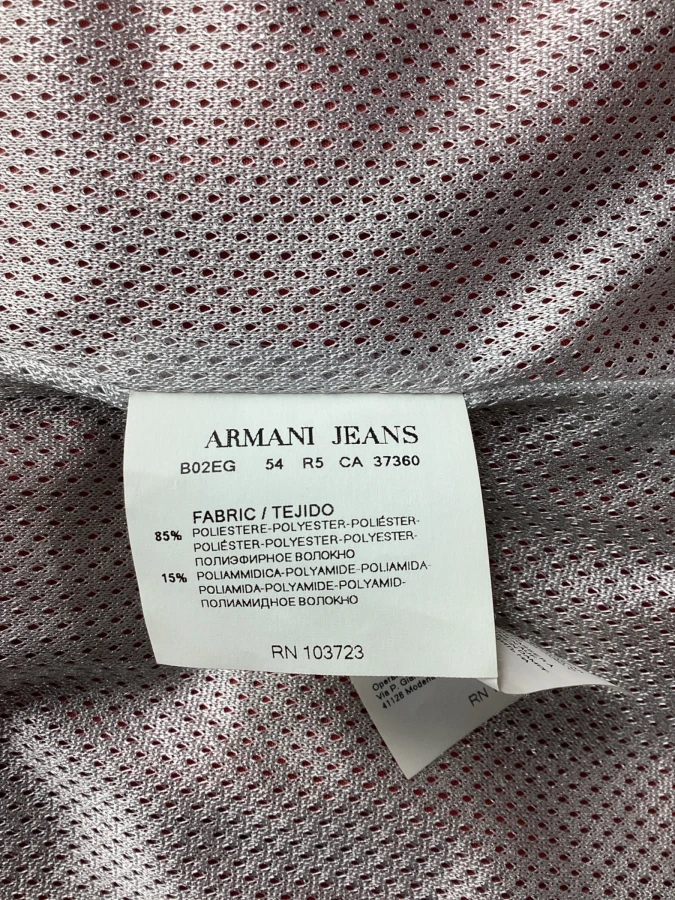 ARMANI JEANS
B02EG 54 R5 CA 37360
FABRIC / TEJIDO
85% POLIESTERE-POLYESTER-POLIÉSTER-
POLIÉSTER-POLYESTER-POLYESTER-
ПОЛИЭФИРНОЕ ВОЛОКНО
15% POLIAMMIDICA-POLYAMIDE-POLIAMIDA-
POLIAMIDA-POLYAMIDE-POLYAMID-
ПОЛИАМИДНОЕ ВОЛОКНО
RN 103723
Via P.
41126 Modena
RN